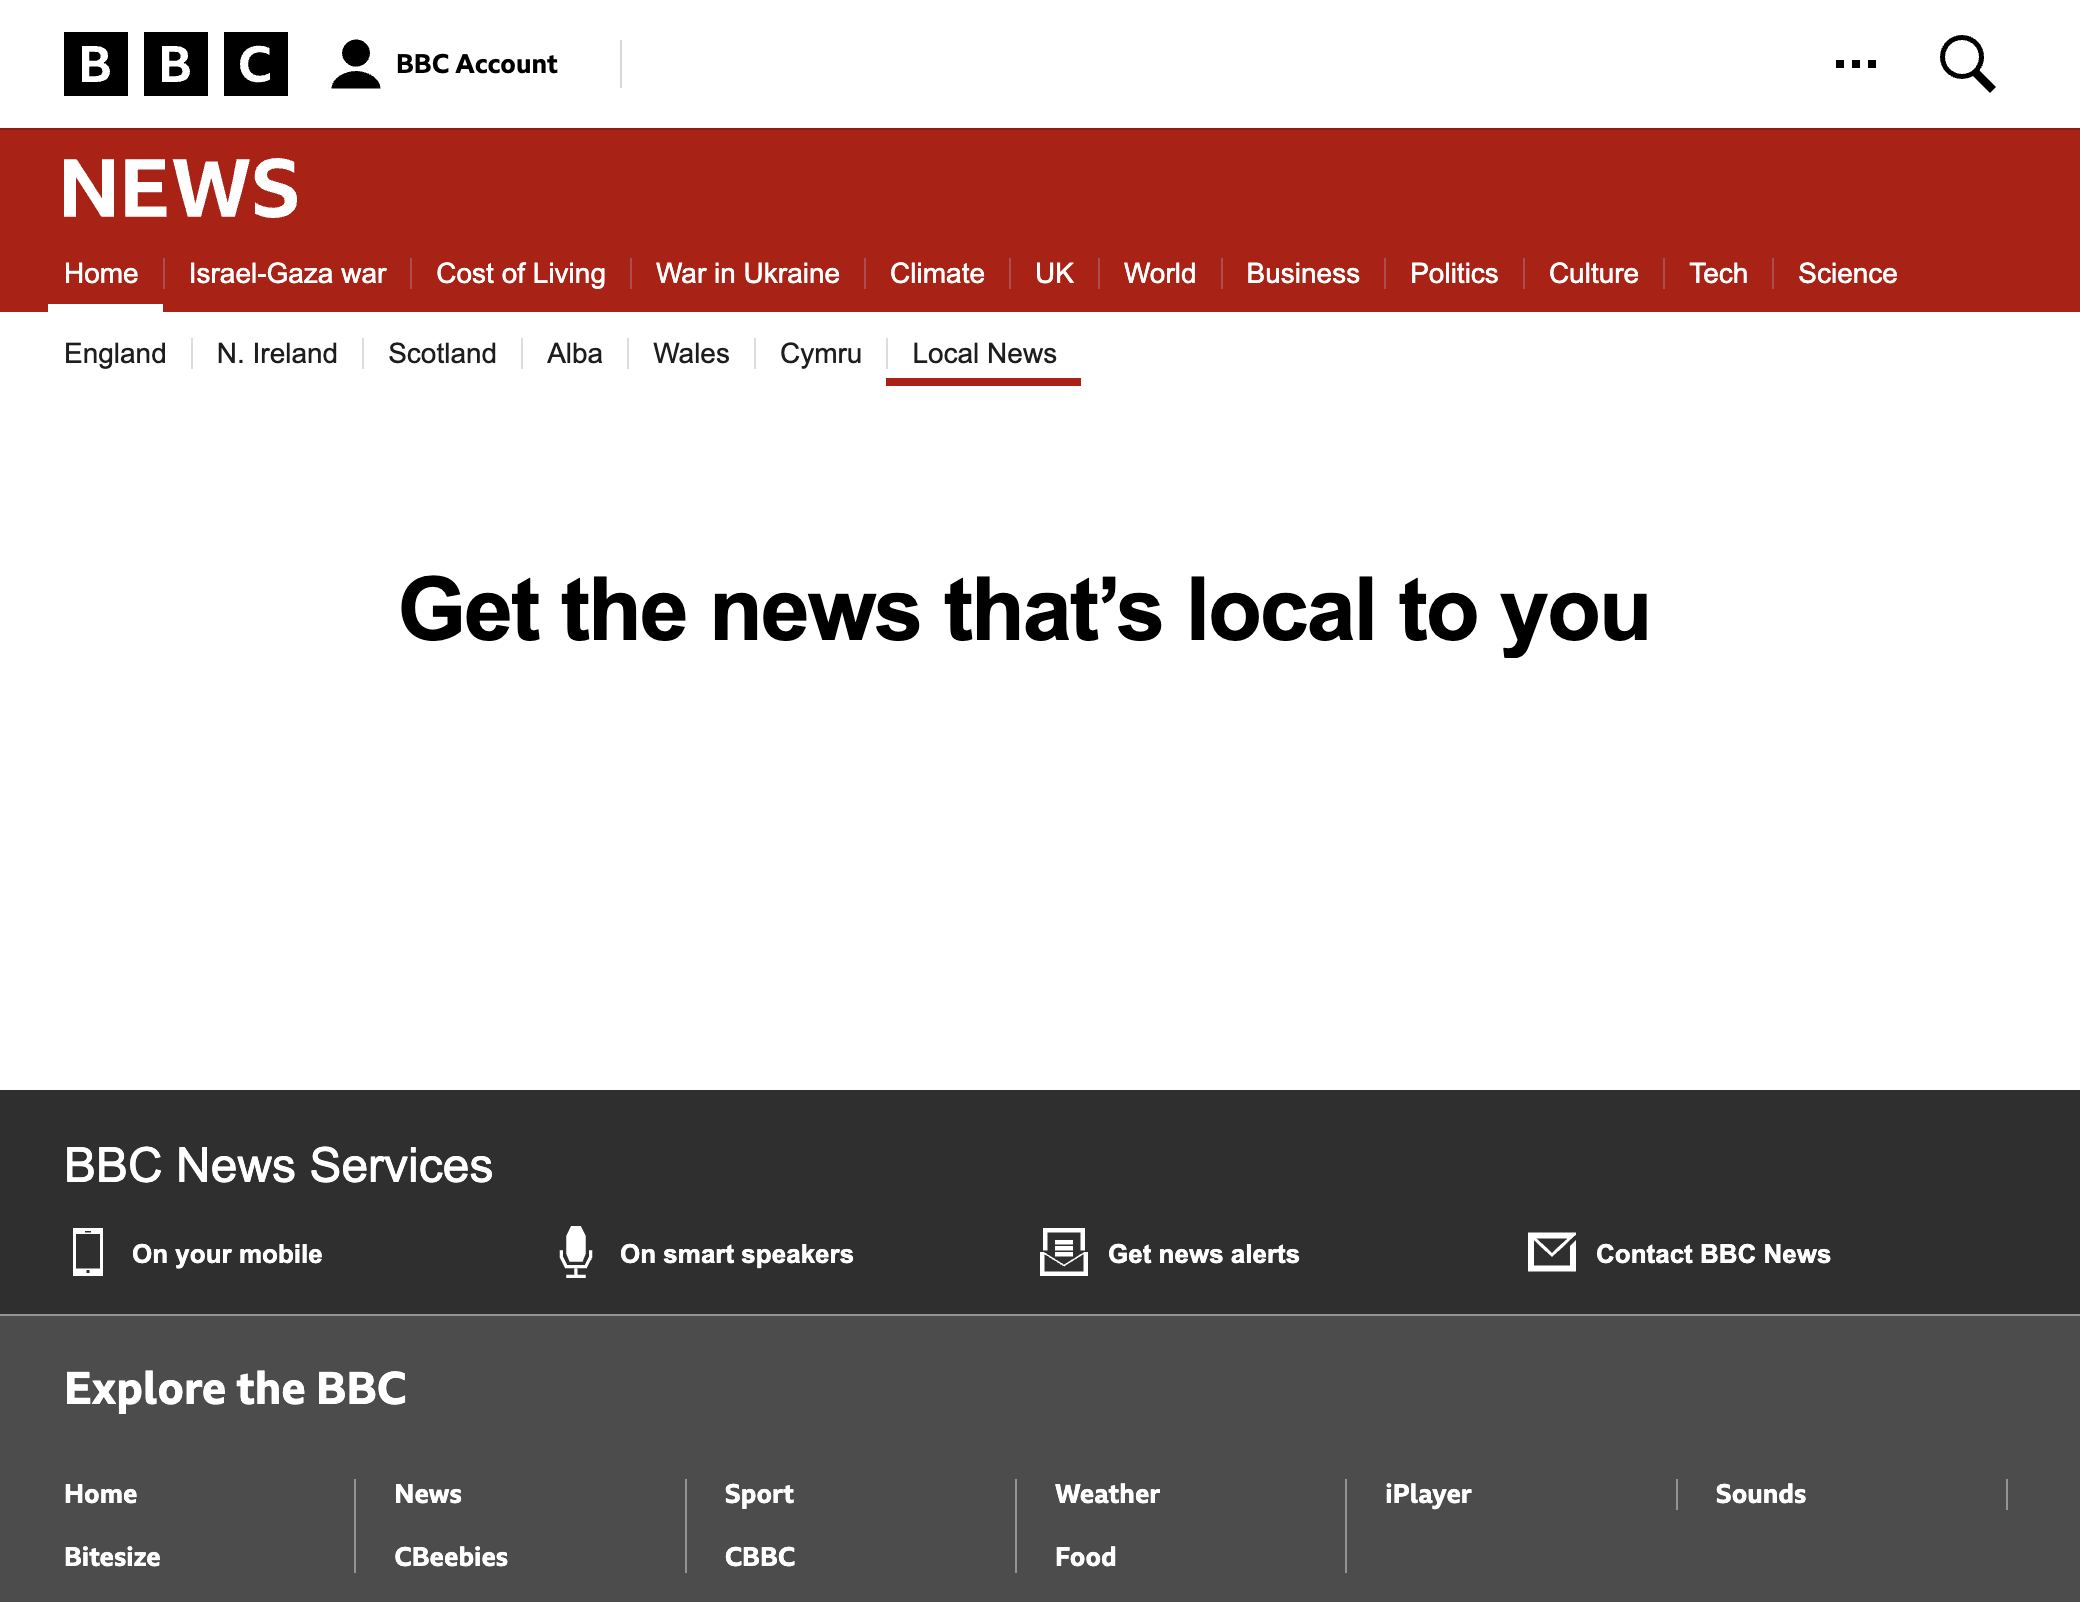 BBC BBC Account
NEWS
Home Israel-Gaza war Cost of Living War in Ukraine Climate UK World Business Politics Culture Tech Science
England N. Ireland Scotland Alba Wales Cymru Local News
Get the news that’s local to you
BBC News Services
On your mobile On smart speakers Get news alerts Contact BBC News
Explore the BBC
Home News Sport Weather iPlayer Sounds
Bitesize CBeebies CBBC Food